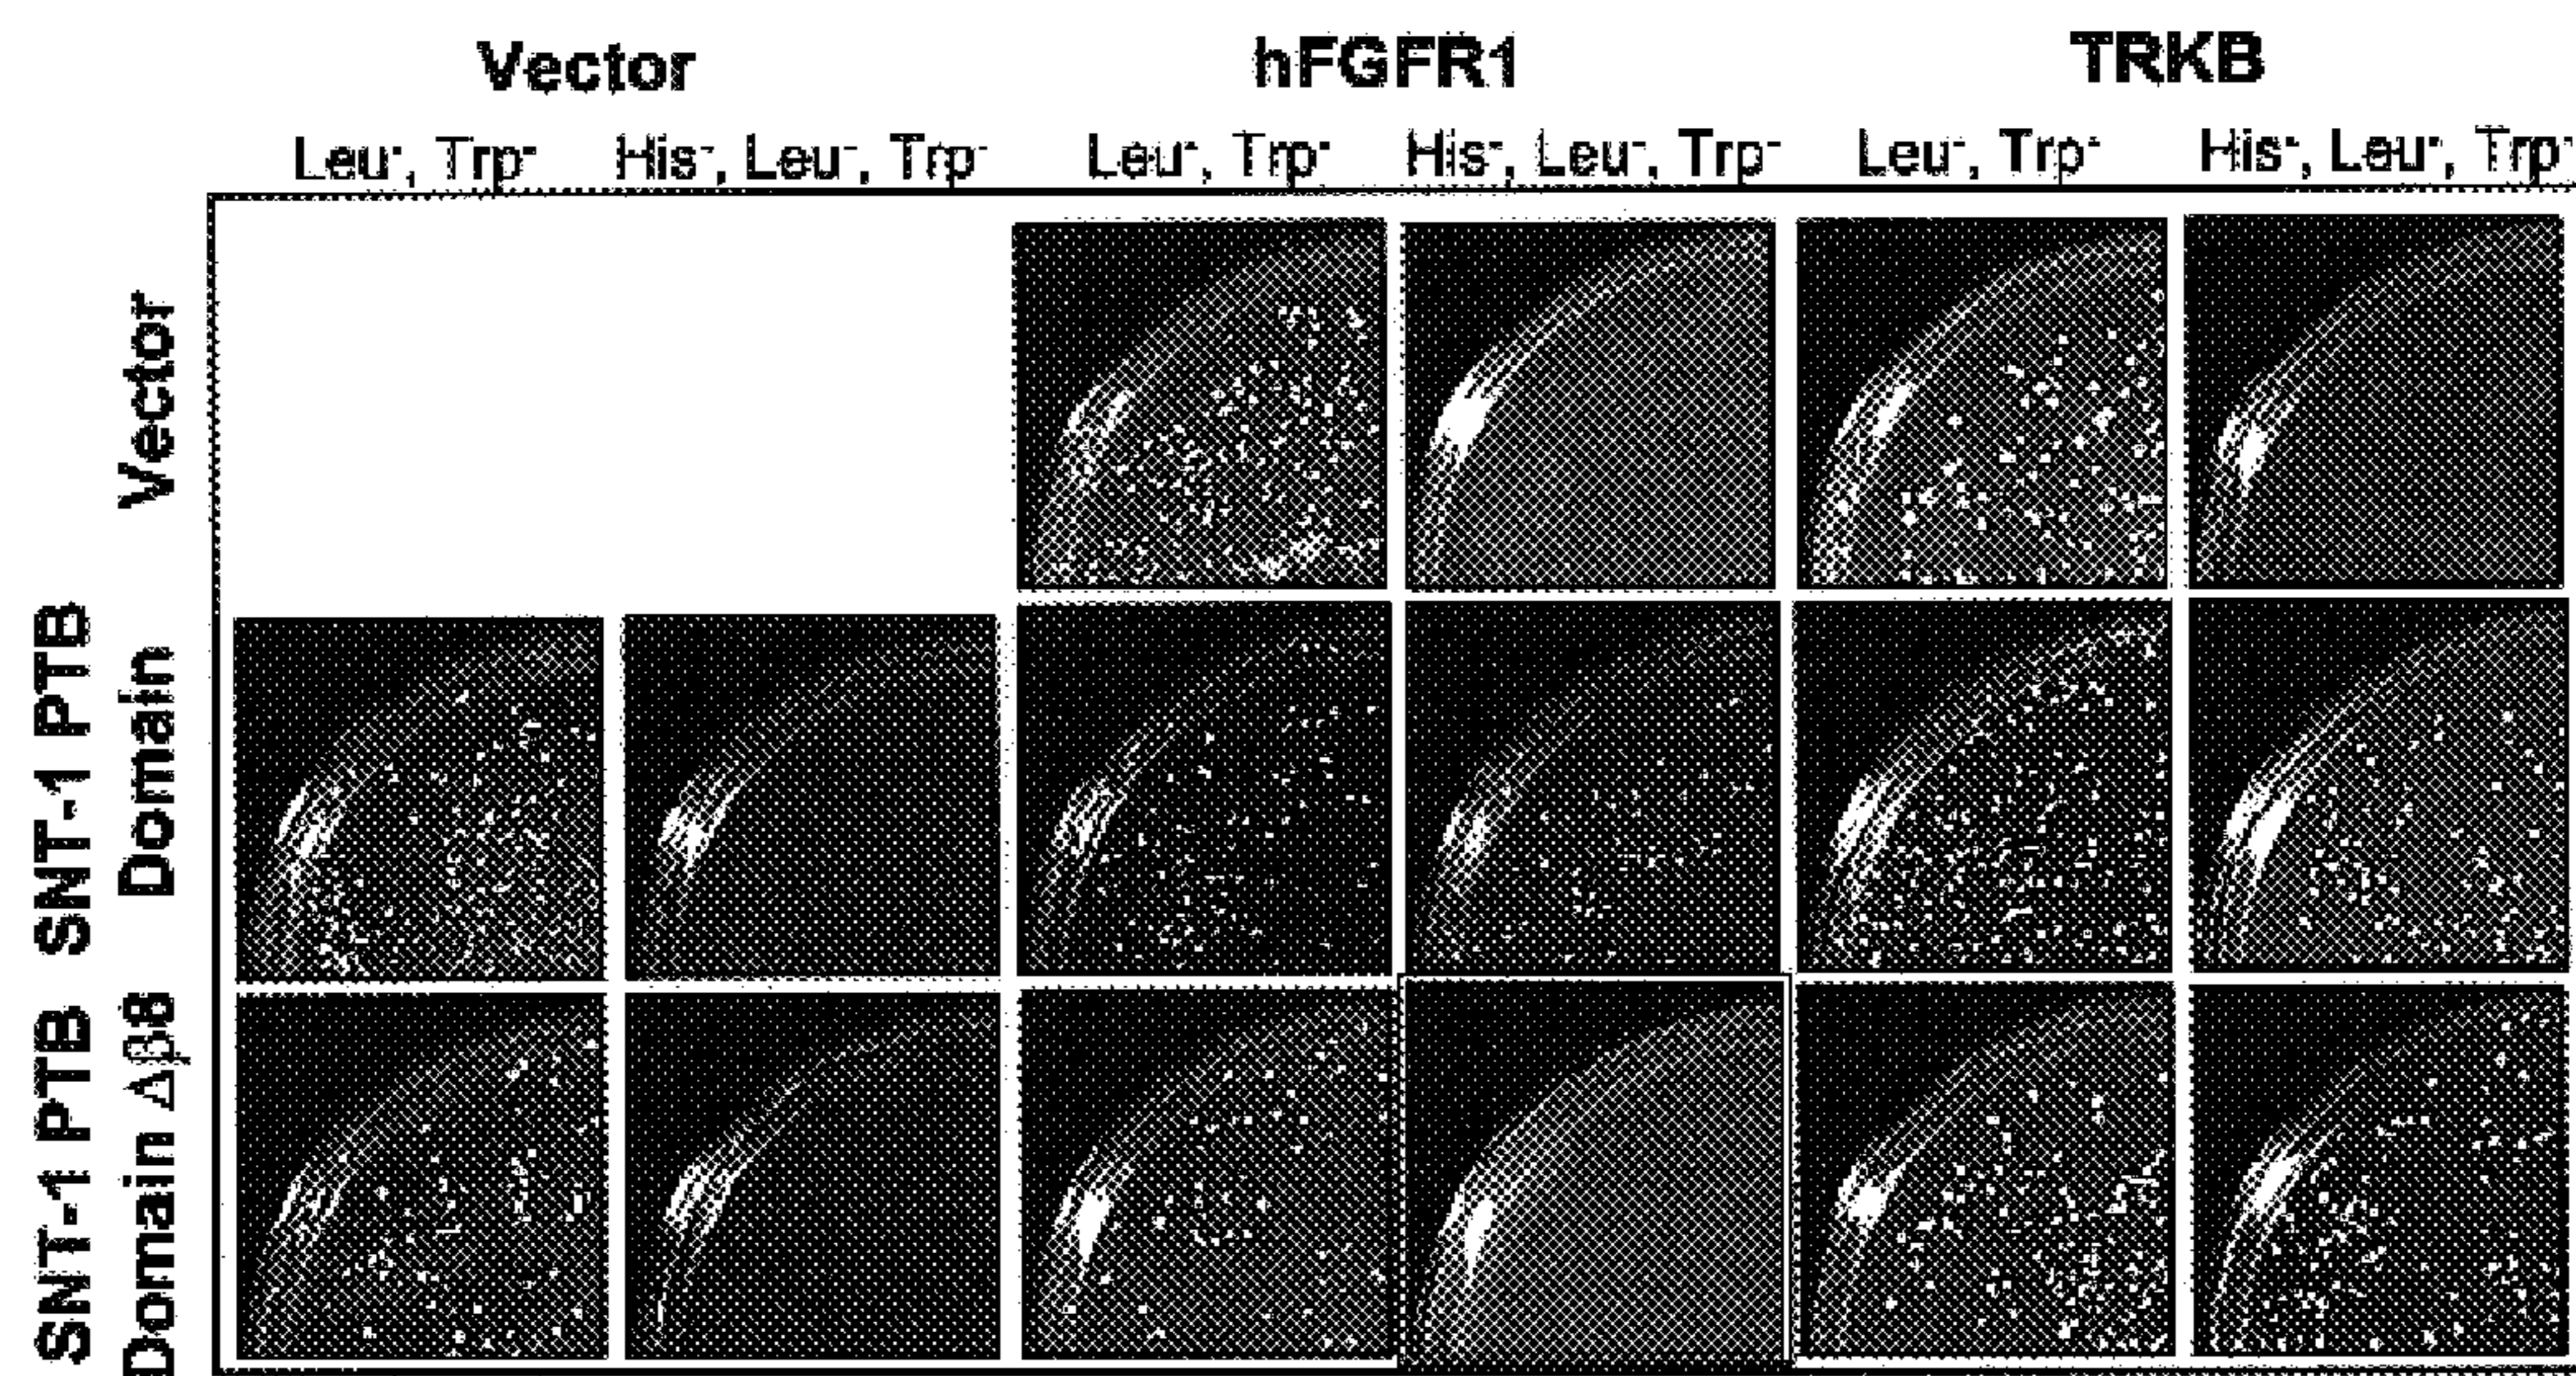 Vector hFGFR1 TRKB
Leu-, Trp- His-, Leu-, Trp- Leu-, Trp- His-, Leu-, Trp- Leu-, Trp- His-, Leu-, Trp-
Vector
SNT-1 PTB
Domain
SNT-1 PTB
Domain Δβ8